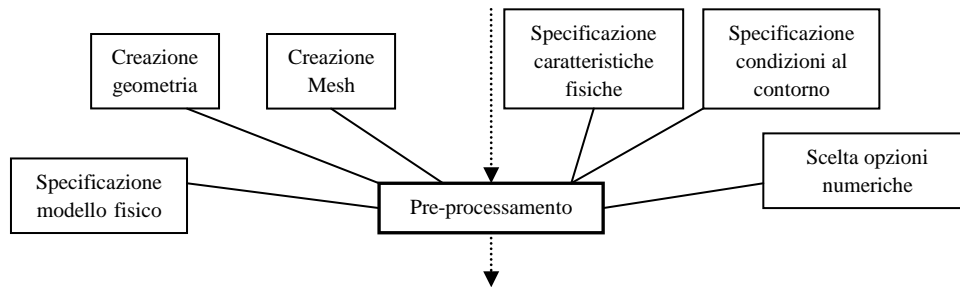 Creazione
geometria
Creazione
Mesh
Specificazione
caratteristiche
fisiche
Specificazione
condizioni al
contorno
Specificazione
modello fisico
Pre-processamento
Scelta opzioni
numeriche